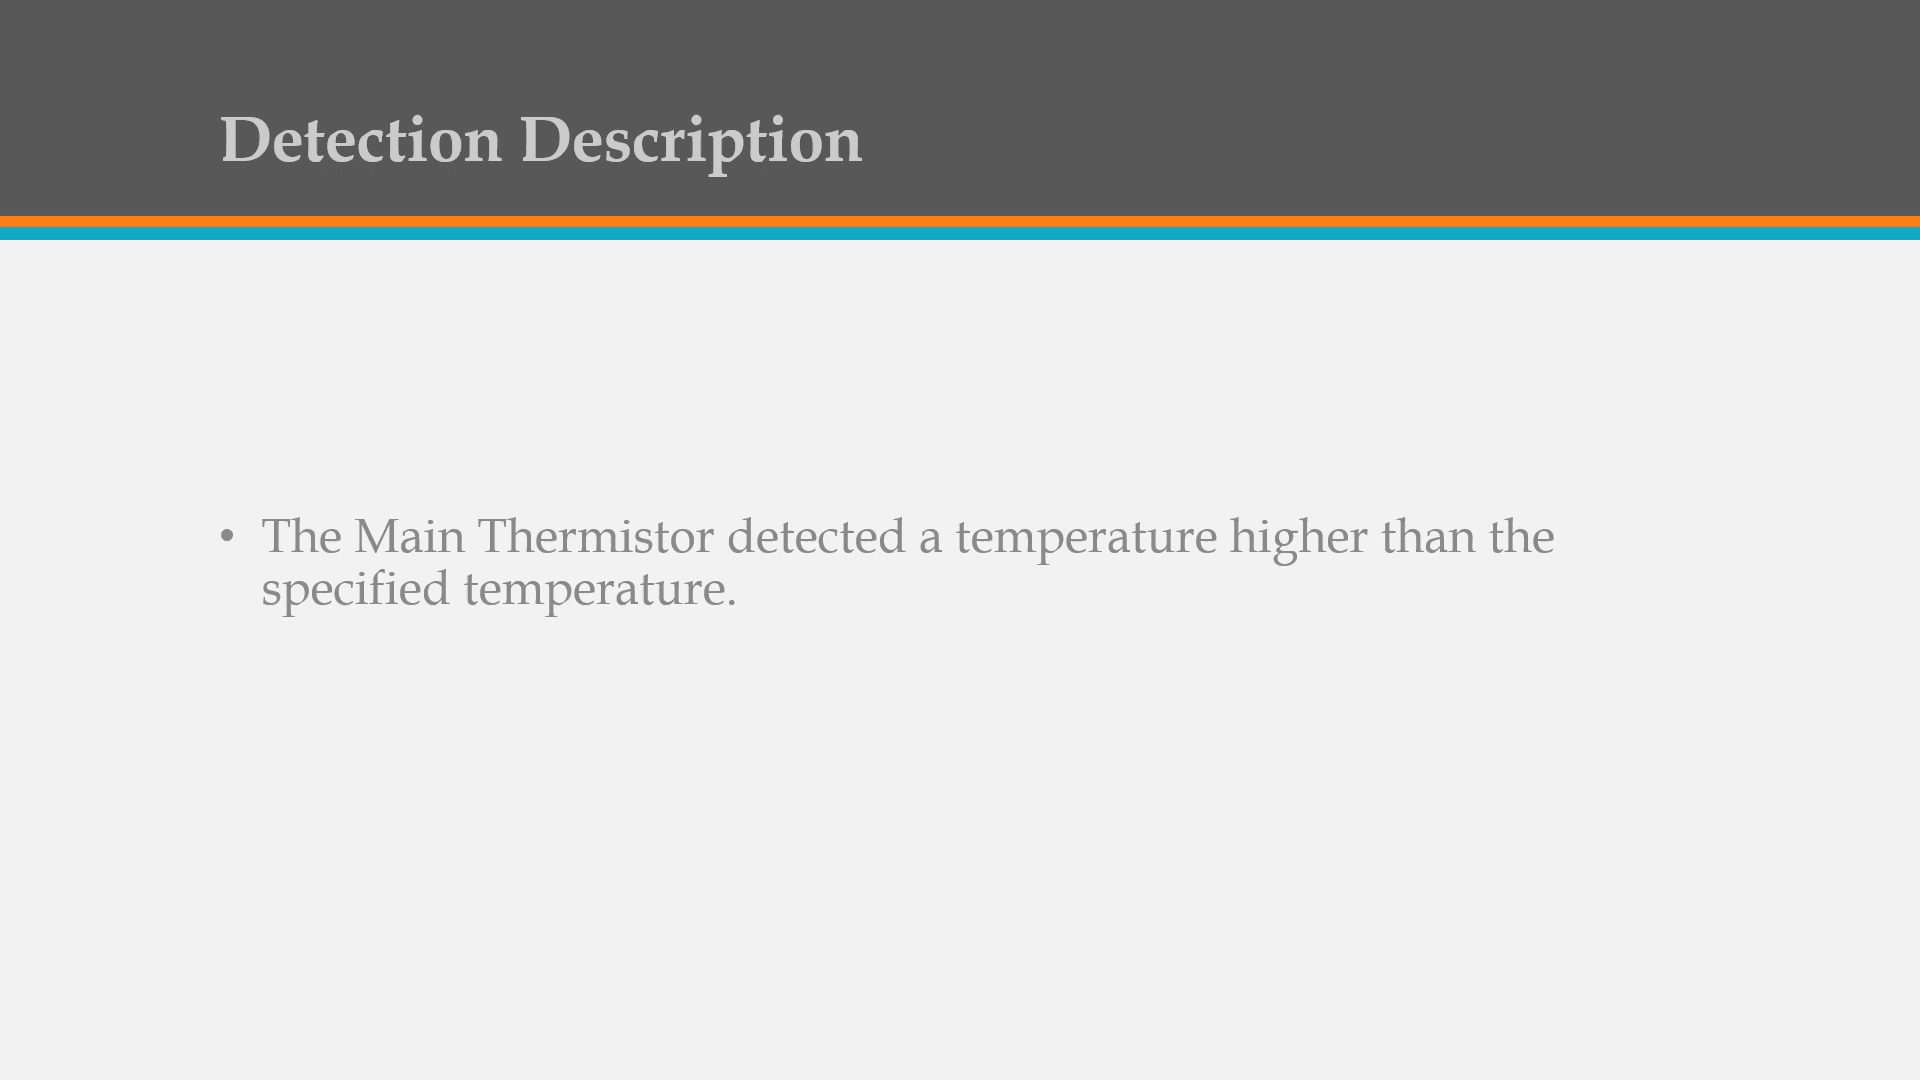 Detection Description
• The Main Thermistor detected a temperature higher than the
specified temperature.